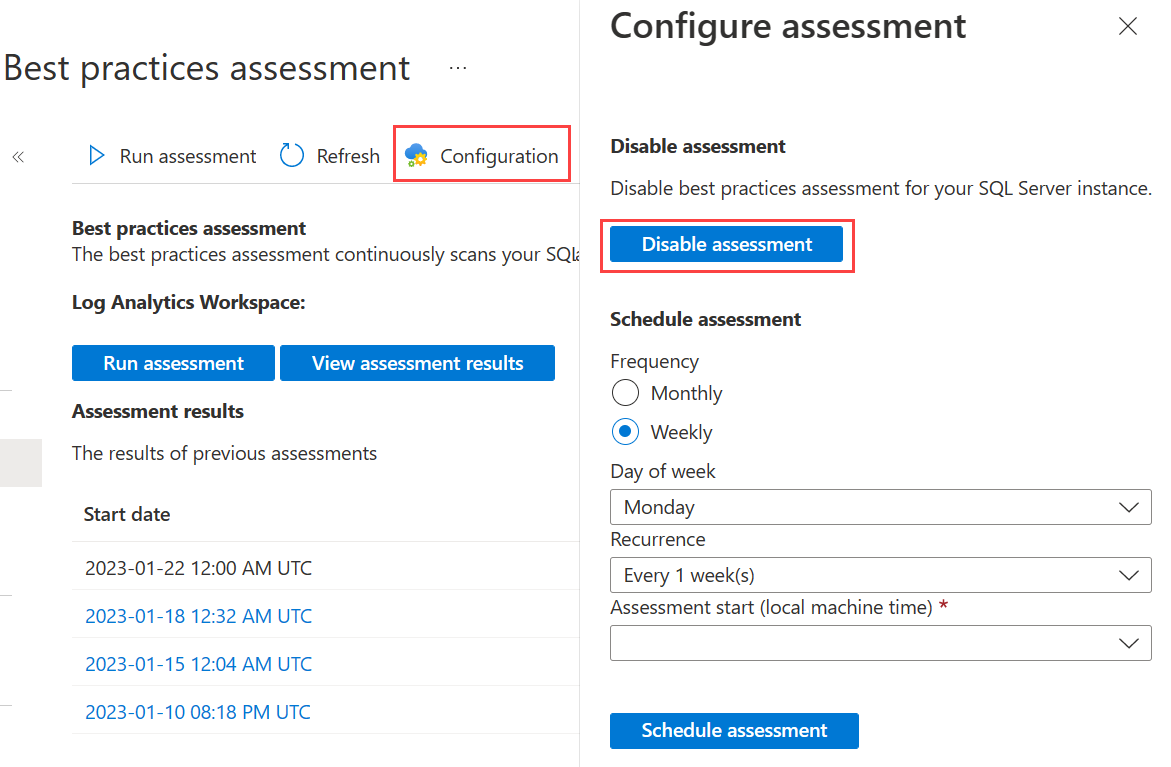 Best practices assessment ...
Run assessment
Refresh
Configuration
Best practices assessment
The best practices assessment continuously scans your SQL
Log Analytics Workspace:
Run assessment
View assessment results
Assessment results
The results of previous assessments
Start date
2023-01-22 12:00 AM UTC
2023-01-18 12:32 AM UTC
2023-01-15 12:04 AM UTC
2023-01-10 08:18 PM UTC
Configure assessment
Disable assessment
Disable best practices assessment for your SQL Server instance.
Disable assessment
Schedule assessment
Frequency
Monthly
Weekly
Day of week
Monday
Recurrence
Every 1 week(s)
Assessment start (local machine time) *
Schedule assessment